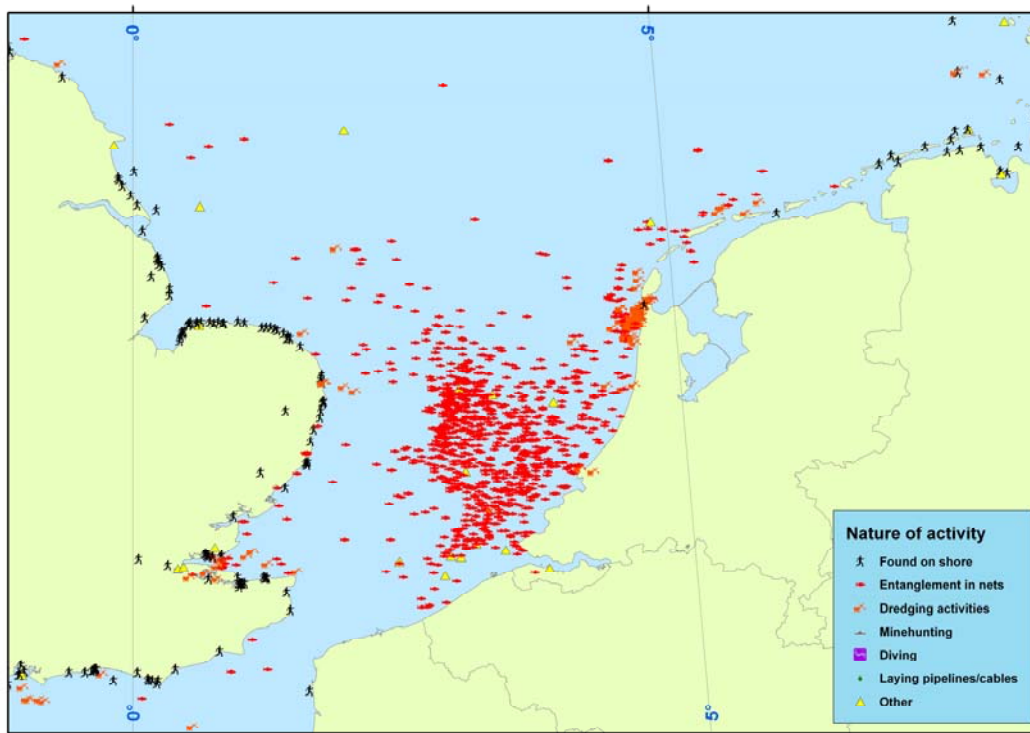 0° 5°
Nature of activity
Found on shore
Entanglement in nets
Dredging activities
Minehunting
Diving
Laying pipelines/cables
Other
0° 5°